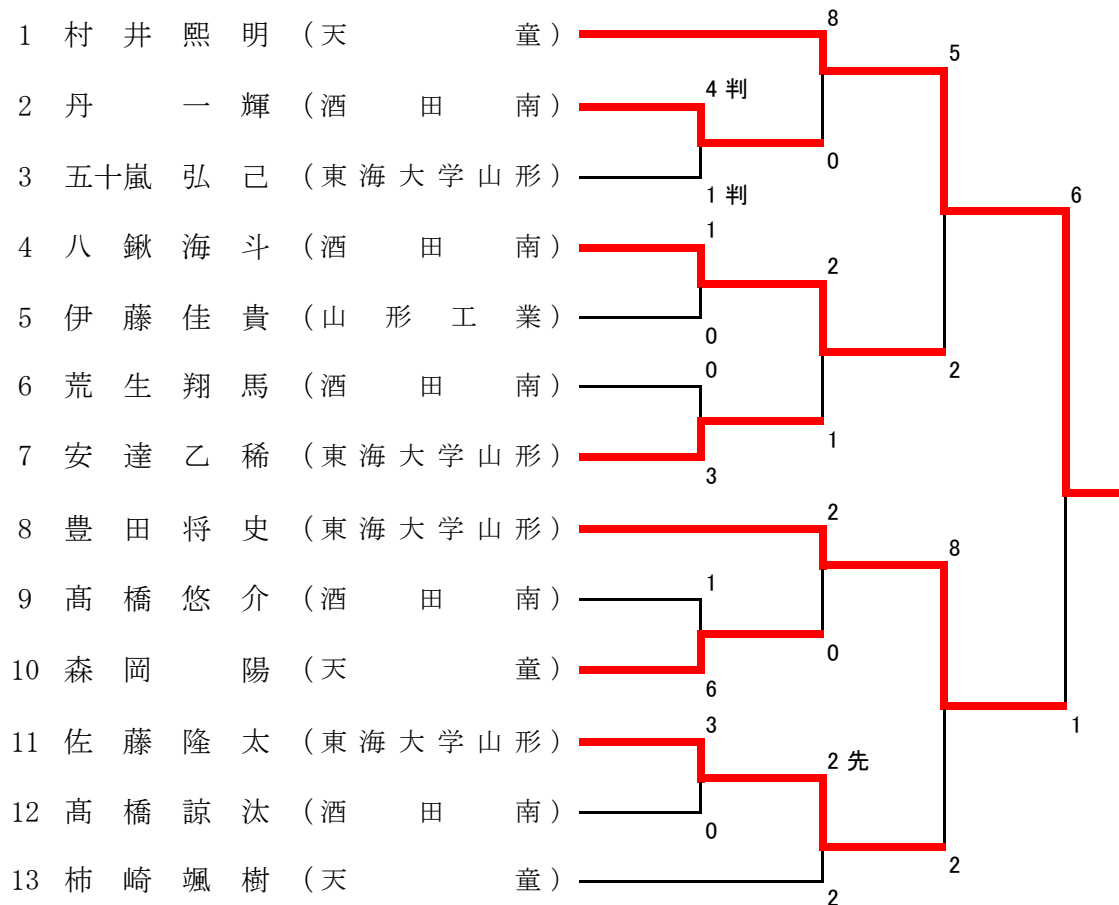 1 村井熙明 (天童)
2 丹一輝 (酒田南)
3 五十嵐弘己 (東海大学山形)
4 八鍬海斗 (酒田南)
5 伊藤佳貴 (山形工業)
6 荒生翔馬 (酒田南)
7 安達乙稀 (東海大学山形)
8 豊田将史 (東海大学山形)
9 髙橋悠介 (酒田南)
10 森岡陽 (天童)
11 佐藤隆太 (東海大学山形)
12 髙橋諒汰 (酒田南)
13 柿崎颯樹 (天童)
4 判
1 判
1
0
0
3
1
6
3
0
8
0
2
1
2
0
2 先
2
5
2
8
2
6
1